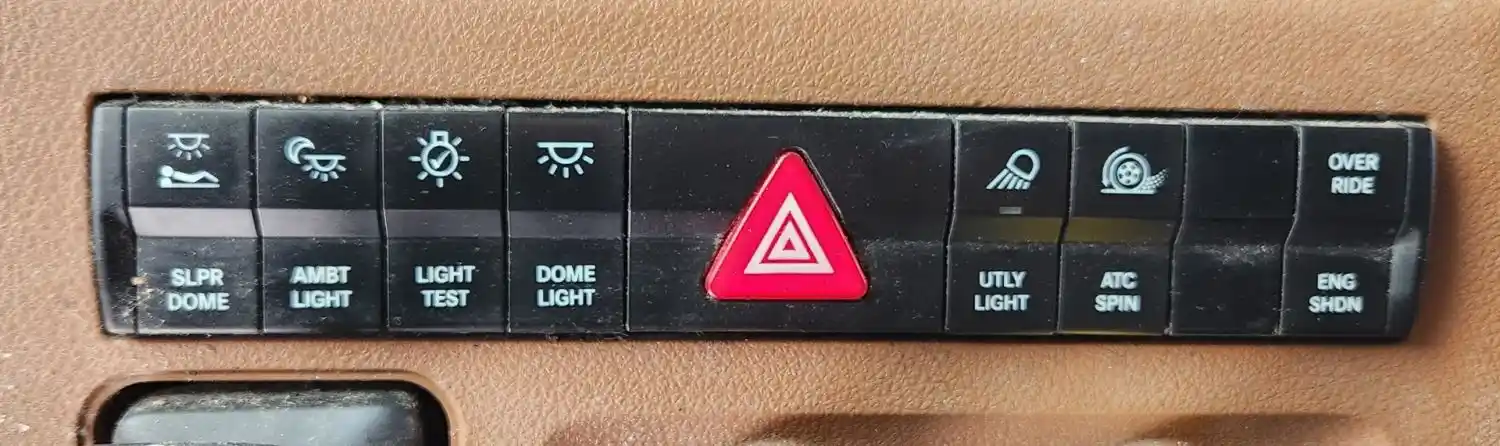 OVER
RIDE
SLPR
DOME
AMBT
LIGHT
LIGHT
TEST
DOME
LIGHT
UTLY
LIGHT
ATC
SPIN
ENG
SHDN